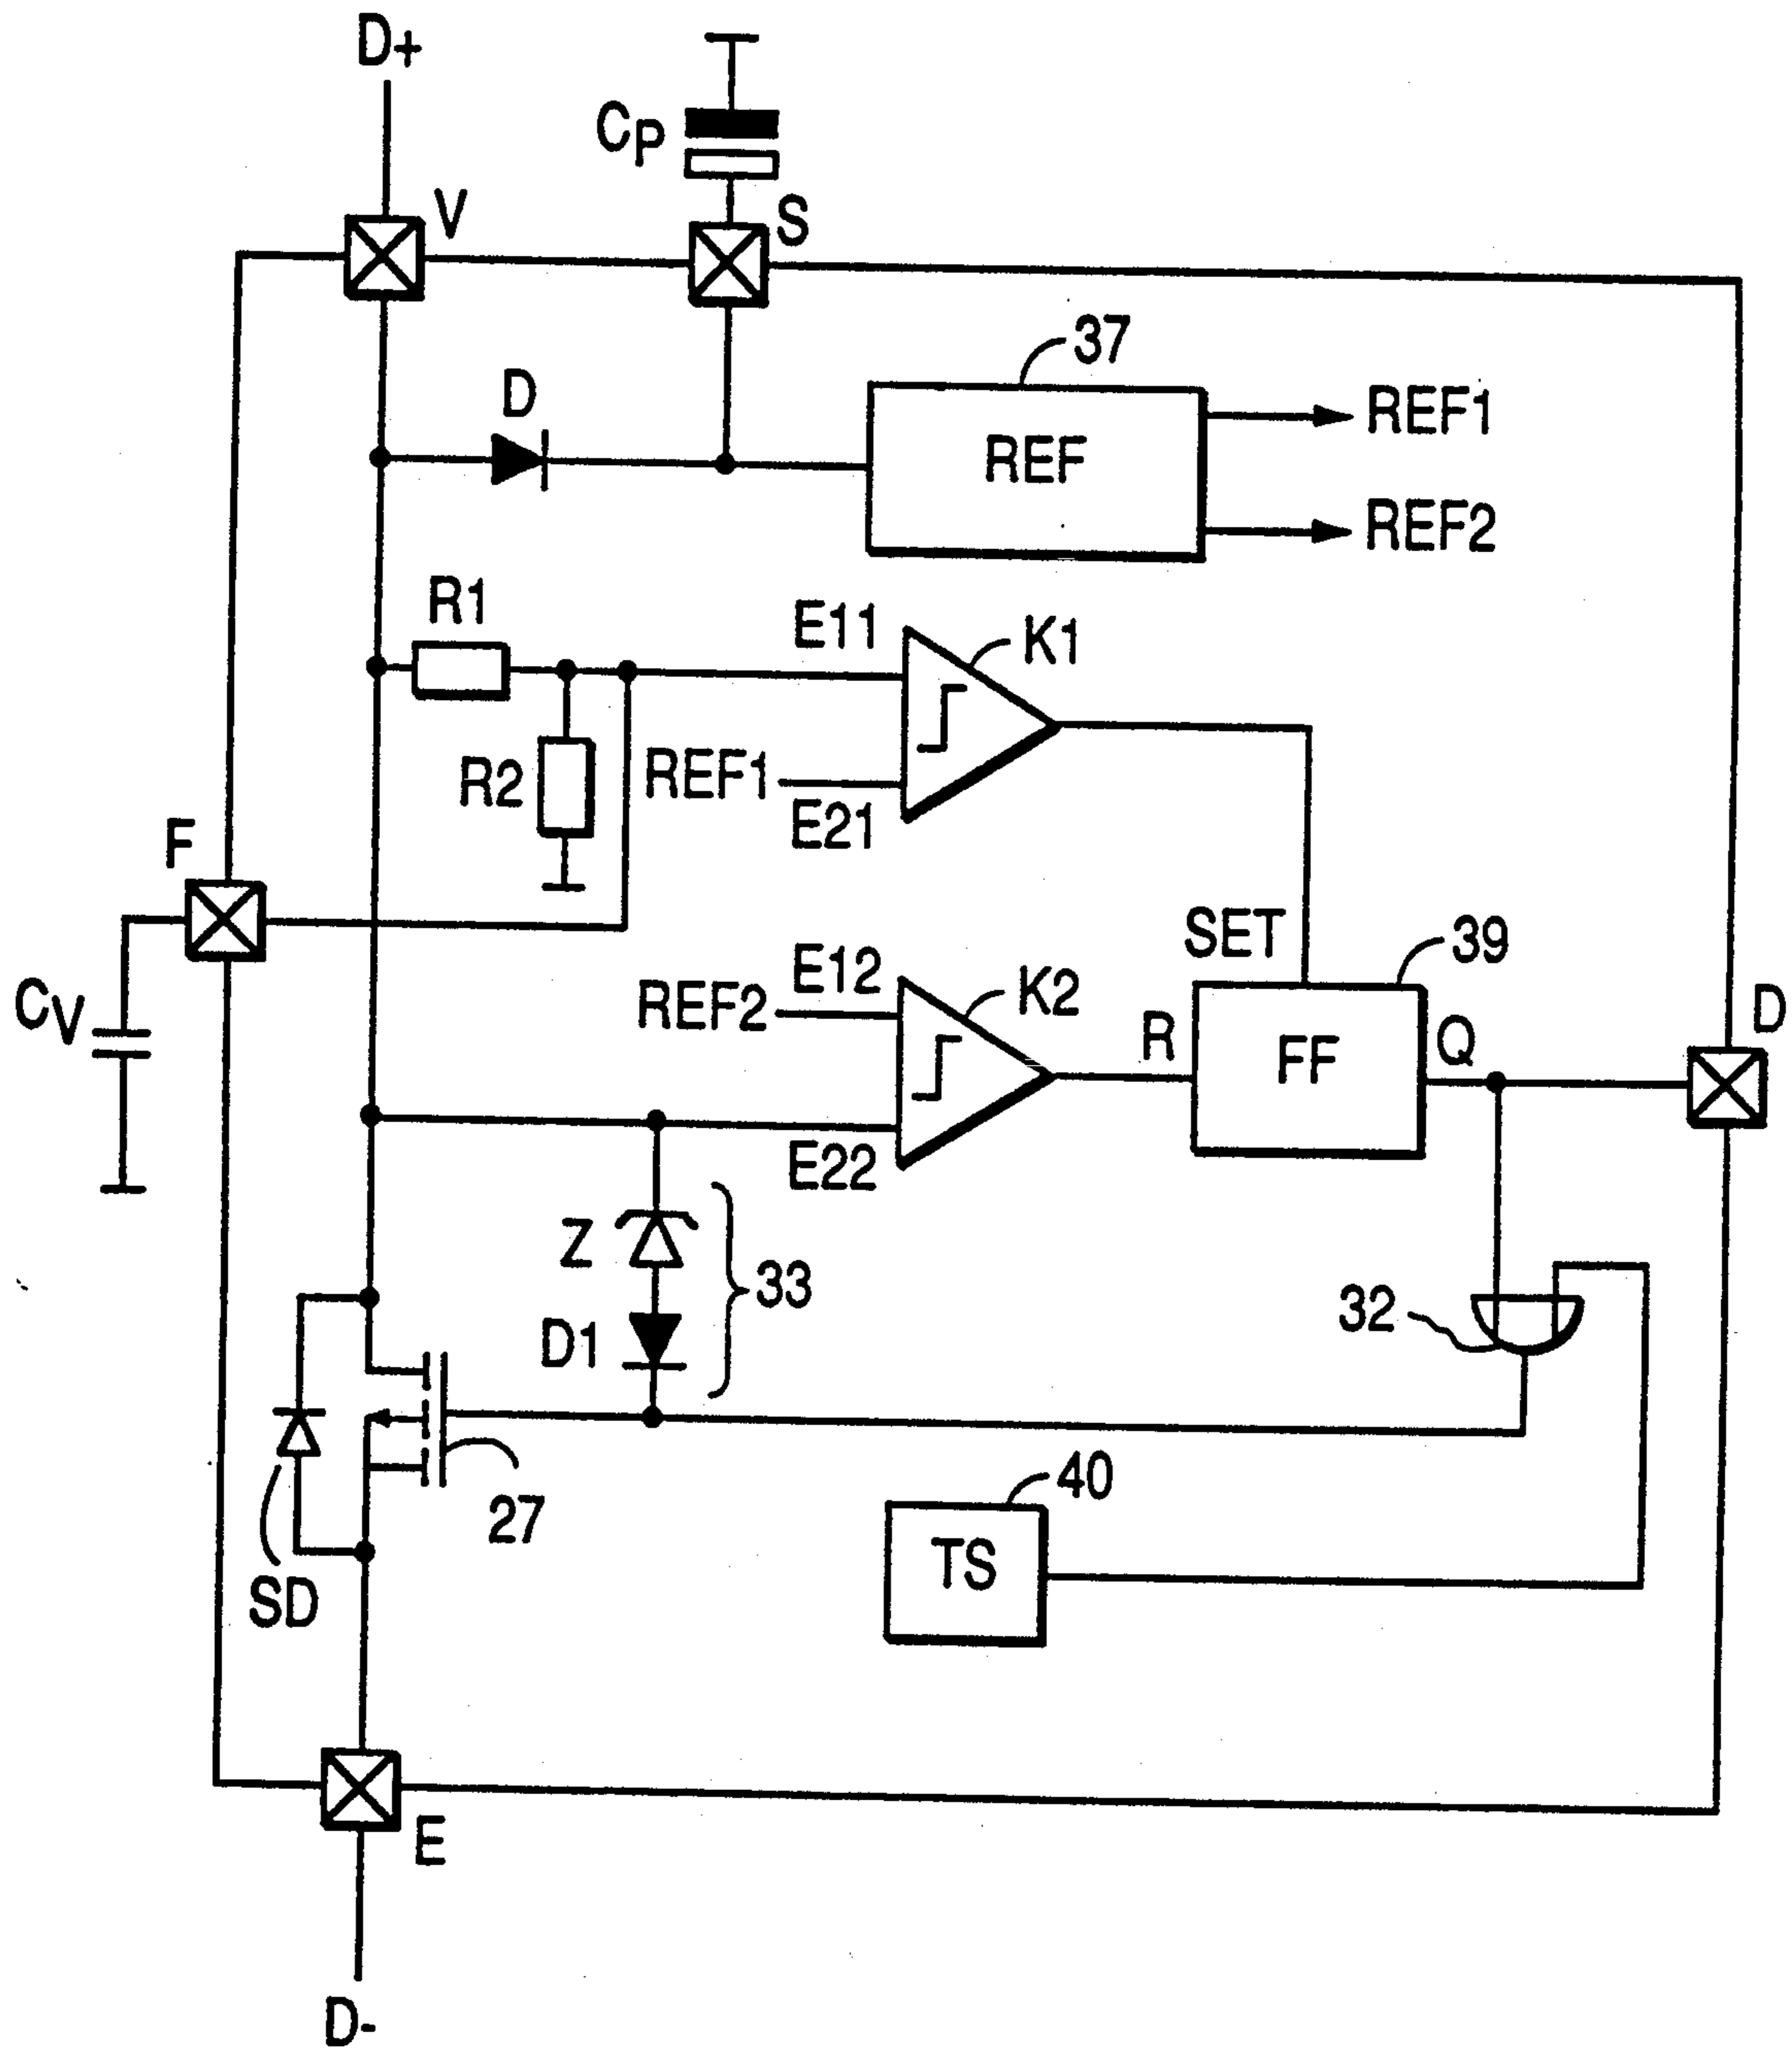 D+
CP
V
S
37
D
REF
REF1
REF2
R1
E11
K1
R2
REF1
E21
F
SET
39
E12
REF2
K2
CV
R
FF
Q
D
E22
Z
33
32
D1
40
27
TS
SD
E
D-